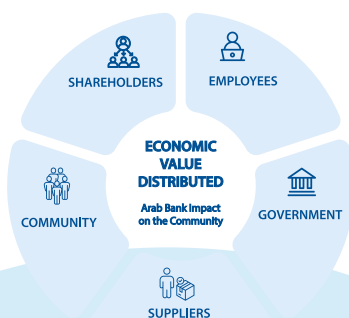 SHAREHOLDERS
EMPLOYEES
ECONOMIC
VALUE
DISTRIBUTED
Arab Bank Impact
on the Community
COMMUNITY
GOVERNMENT
SUPPLIERS